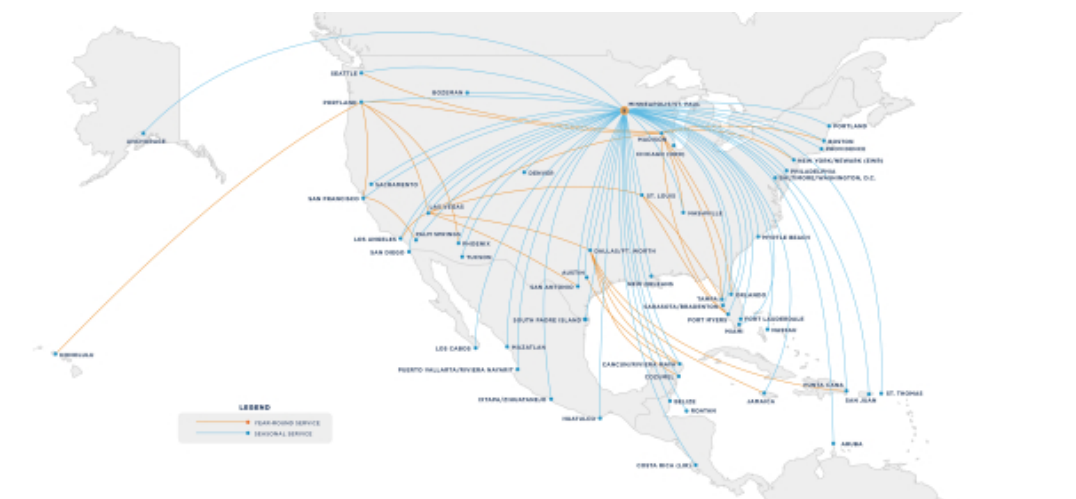 SEATTLE
BOZEMAN
MINNEAPOLIS/ST. PAUL
PORTLAND
PORTLAND
BOSTON
PROVIDENCE
ANCHORAGE
MADISON
CHICAGO (ORD)
NEW YORK/NEWARK (EWR)
PHILADELPHIA
BALTIMORE/WASHINGTON, D.C.
DENVER
SACRAMENTO
SAN FRANCISCO
ST. LOUIS
LAS VEGAS
NASHVILLE
LOS ANGELES
PALM SPRINGS
PHOENIX
MYRTLE BEACH
SAN DIEGO
TUCSON
DALLAS/FT. WORTH
AUSTIN
SAN ANTONIO
NEW ORLEANS
TAMPA
ORLANDO
SARASOTA/BRADENTON
SOUTH PADRE ISLAND
FORT MYERS
FORT LAUDERDALE
MIAMI
NASSAU
LOS CABOS
MAZATLAN
HONOLULU
PUERTO VALLARTA/RIVIERA NAYARIT
CANCUN/RIVIERA MAYA
COZUMEL
PUNTA CANA
IXTAPA/ZIHUATANEJO
BELIZE
ROATAN
JAMAICA
SAN JUAN
ST. THOMAS
HUATULCO
LEGEND
YEAR-ROUND SERVICE
SEASONAL SERVICE
ARUBA
COSTA RICA (LIR)